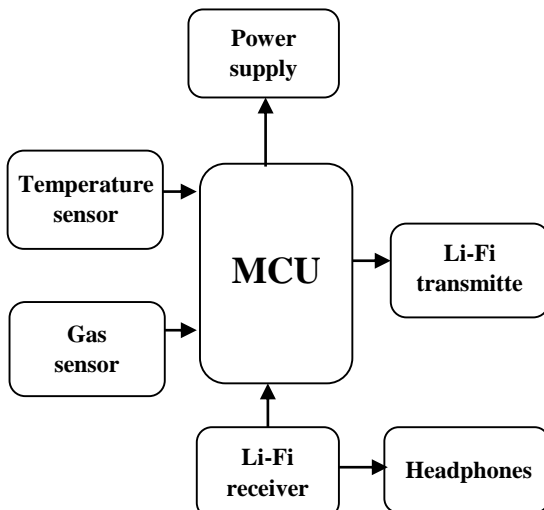 Power
supply
Temperature
sensor
MCU
Li-Fi
transmitte
Gas
sensor
Li-Fi
receiver
Headphones